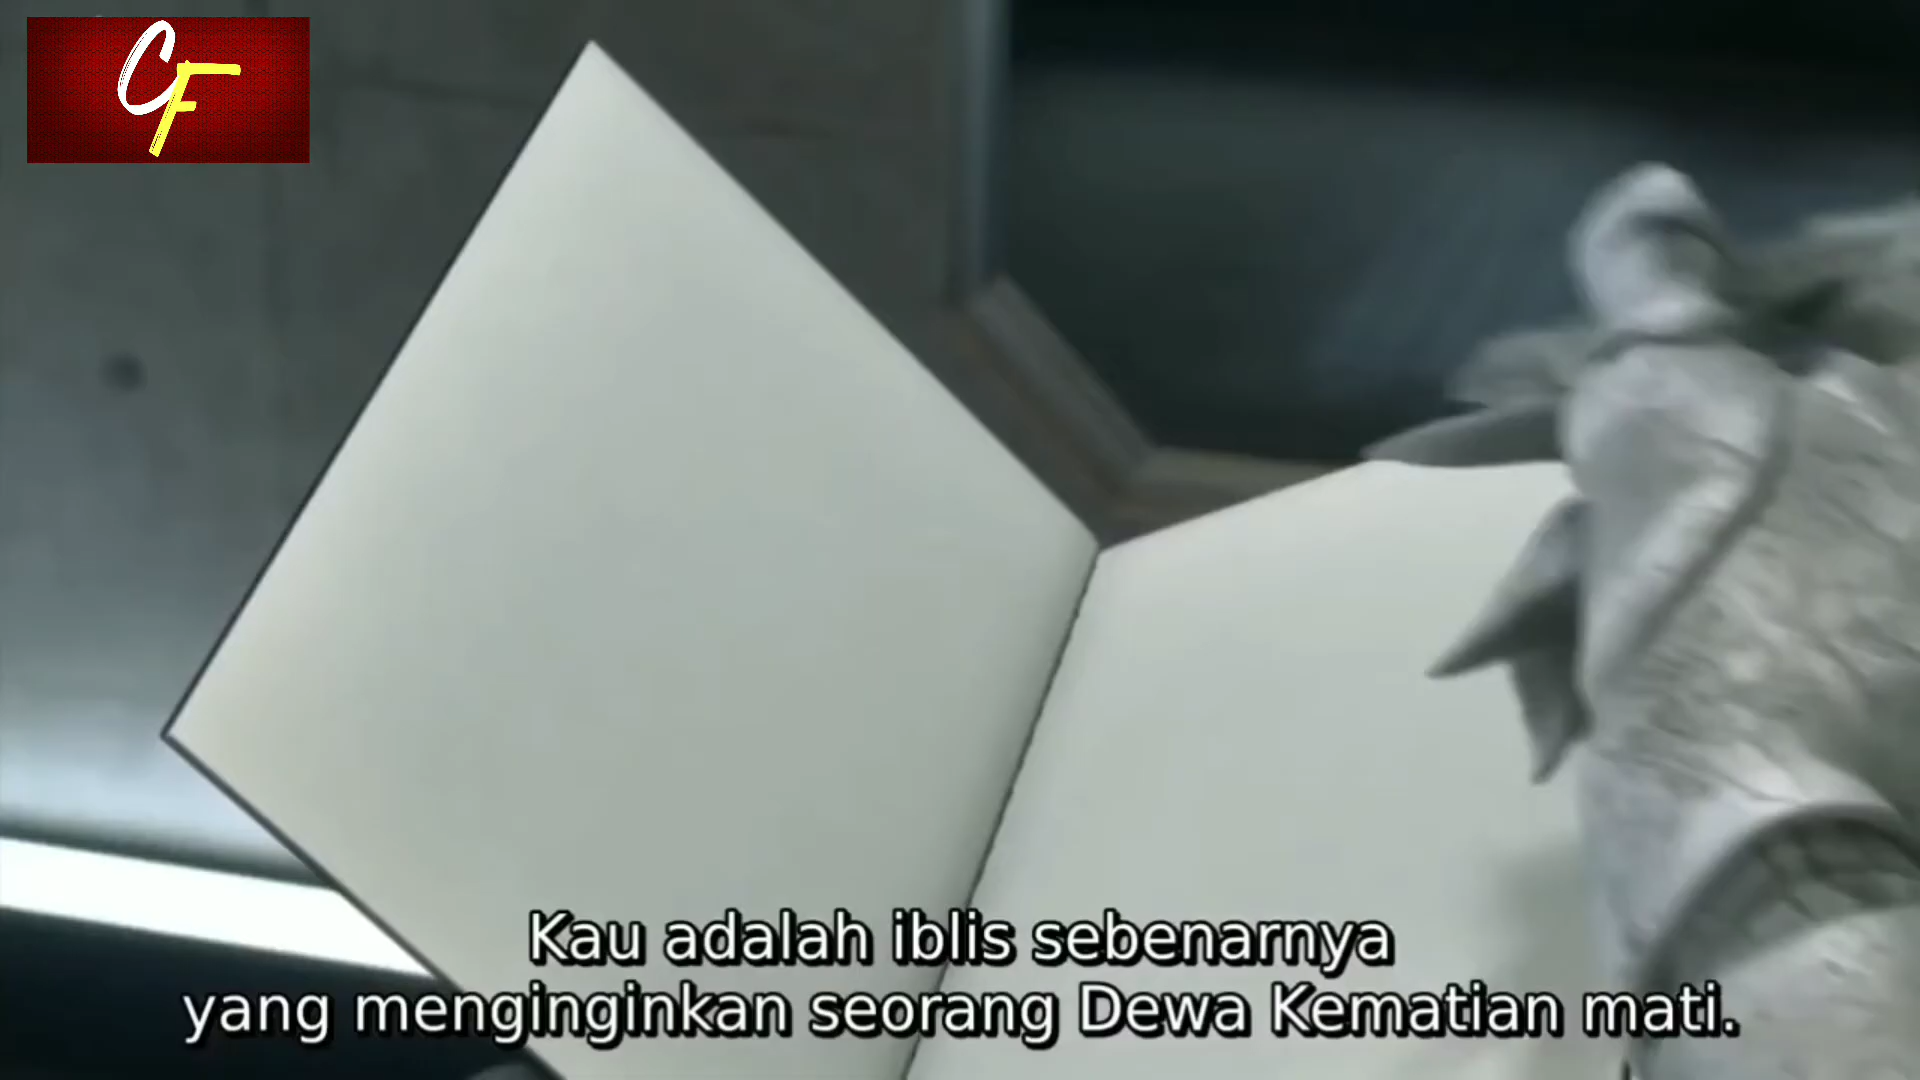 CF
Kau adalah iblis sebenarnya
yang menginginkan seorang Dewa Kematian mati.